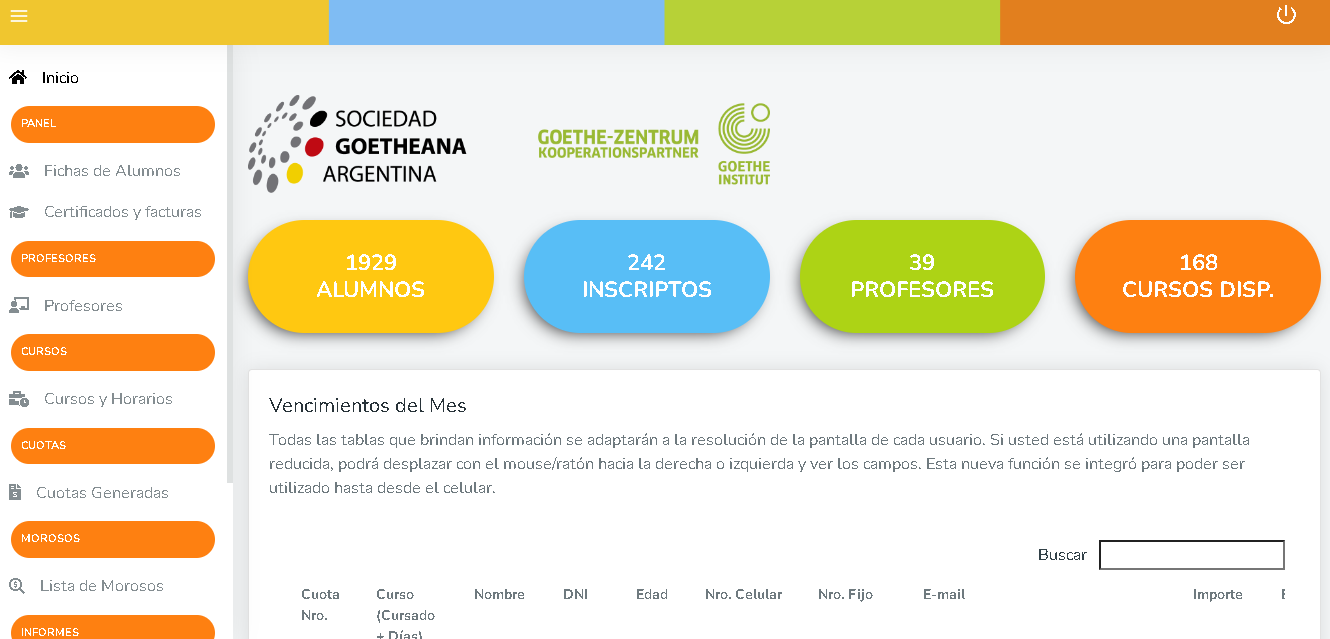 Inicio
PANEL
Fichas de Alumnos
Certificados y facturas
PROFESORES
Profesores
CURSOS
Cursos y Horarios
CUOTAS
Cuotas Generadas
MOROSOS
Lista de Morosos
INFORMES
SOCIEDAD
GOETHEANA
ARGENTINA
GOETHE-ZENTRUM
KOOPERATIONSPARTNER
GOETHE
INSTITUT
1929
ALUMNOS
242
INSCRIPTOS
39
PROFESORES
168
CURSOS DISP.
Vencimientos del Mes
Todas las tablas que brindan información se adaptarán a la resolución de la pantalla de cada usuario. Si usted está utilizando una pantalla
reducida, podrá desplazar con el mouse/ratón hacia la derecha o izquierda y ver los campos. Esta nueva función se integró para poder ser
utilizado hasta desde el celular.
Buscar
Cuota Curso Nombre DNI Edad Nro. Celular Nro. Fijo E-mail Importe
Nro. (Cursado
+ Días)